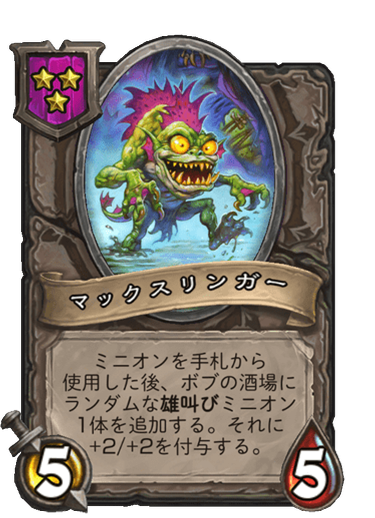 マックスリンガー
ミニオンを手札から
使用した後、ボブの酒場に
ランダムな雄叫びミニオン
1体を追加する。それに
+2/+2を付与する。
5
5